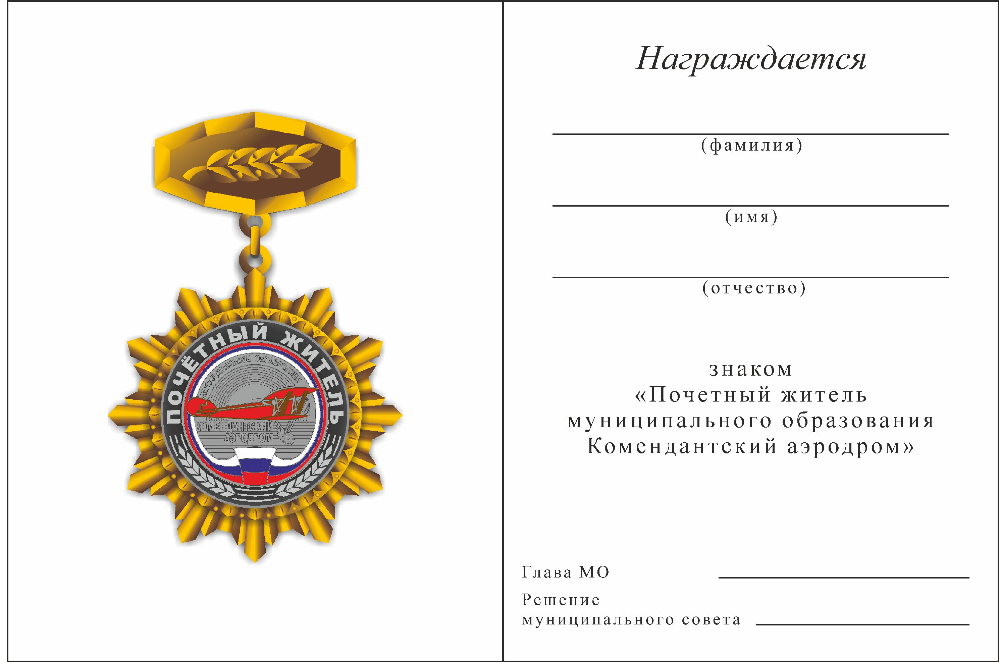 ПОЧЁТНЫЙ ЖИТЕЛЬ
МУНИЦИПАЛЬНОЕ ОБРАЗОВАНИЕ
КОМЕНДАНТСКИЙ
АЭРОДРОМ
Награждается
(фамилия)
(имя)
(отчество)
знаком
«Почетный житель
муниципального образования
Комендантский аэродром»
Глава МО
Решение
муниципального совета